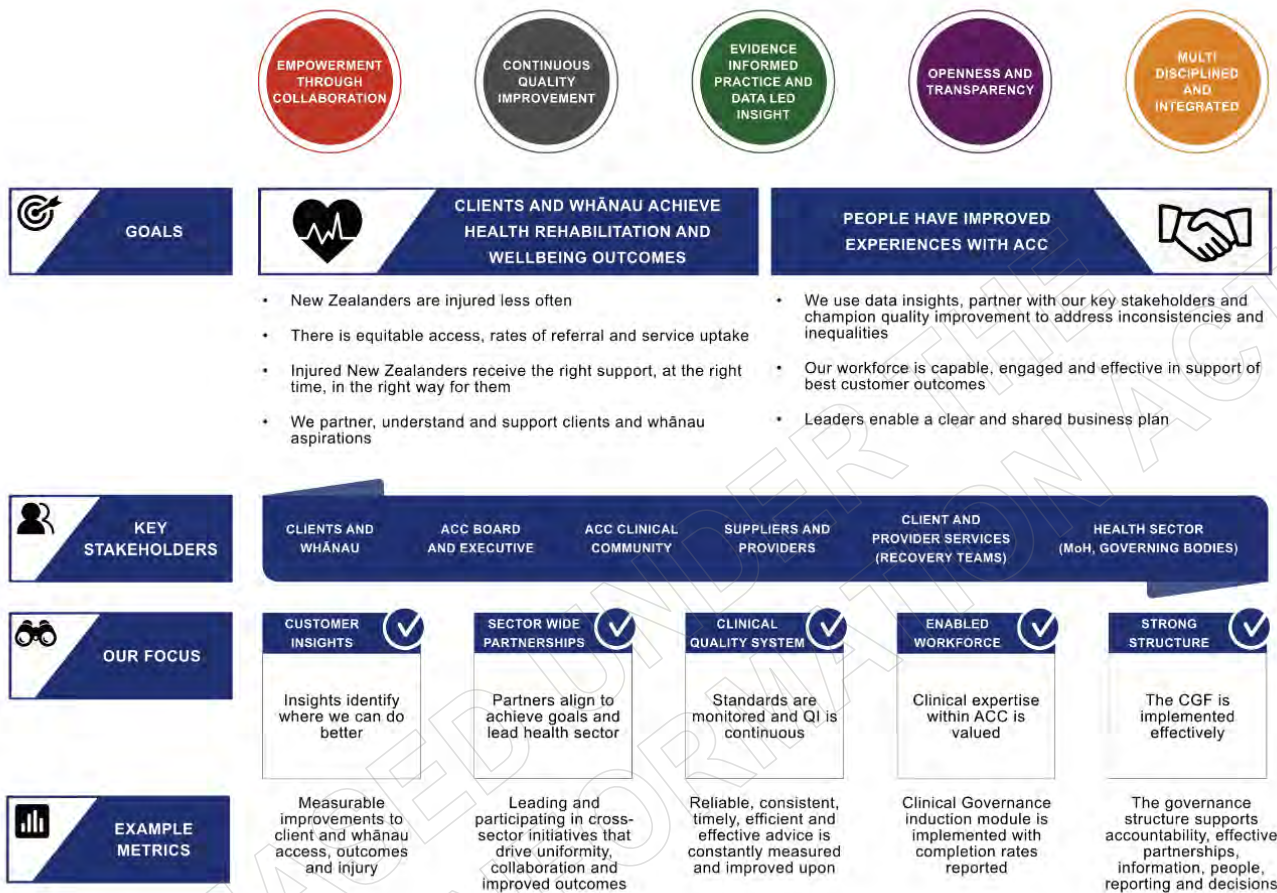 EMPOWERMENT
THROUGH
COLLABORATION
CONTINUOUS
QUALITY
IMPROVEMENT
EVIDENCE
INFORMED
PRACTICE AND
DATA LED
INSIGHT
OPENNESS AND
TRANSPARENCY
MULTI
DISCIPLINED
AND
INTEGRATED
GOALS
CLIENTS AND WHĀNAU ACHIEVE
HEALTH REHABILITATION AND
WELLBEING OUTCOMES
PEOPLE HAVE IMPROVED
EXPERIENCES WITH ACC
• New Zealanders are injured less often
• There is equitable access, rates of referral and service uptake
• Injured New Zealanders receive the right support, at the right
time, in the right way for them
• We partner, understand and support clients and whānau
aspirations
• We use data insights, partner with our key stakeholders and
champion quality improvement to address inconsistencies and
inequalities
• Our workforce is capable, engaged and effective in support of
best customer outcomes
• Leaders enable a clear and shared business plan
KEY
STAKEHOLDERS
CLIENTS AND
WHĀNAU
ACC BOARD
AND EXECUTIVE
ACC CLINICAL
COMMUNITY
SUPPLIERS AND
PROVIDERS
CLIENT AND
PROVIDER SERVICES
(RECOVERY TEAMS)
HEALTH SECTOR
(MoH, GOVERNING BODIES)
OUR FOCUS
CUSTOMER
INSIGHTS
Insights identify
where we can do
better
SECTOR WIDE
PARTNERSHIPS
Partners align to
achieve goals and
lead health sector
CLINICAL
QUALITY SYSTEM
Standards are
monitored and QI is
continuous
ENABLED
WORKFORCE
Clinical expertise
within ACC is
valued
STRONG
STRUCTURE
The CGF is
implemented
effectively
EXAMPLE
METRICS
Measurable
improvements to
client and whānau
access, outcomes
and injury
Leading and
participating in cross-
sector initiatives that
drive uniformity,
collaboration and
improved outcomes
Reliable, consistent,
timely, efficient and
effective advice is
constantly measured
and improved upon
Clinical Governance
induction module is
implemented with
completion rates
reported
The governance
structure supports
accountability, effective
partnerships,
information, people,
reporting and decisions
UNDER THE
INFORMATION ACT